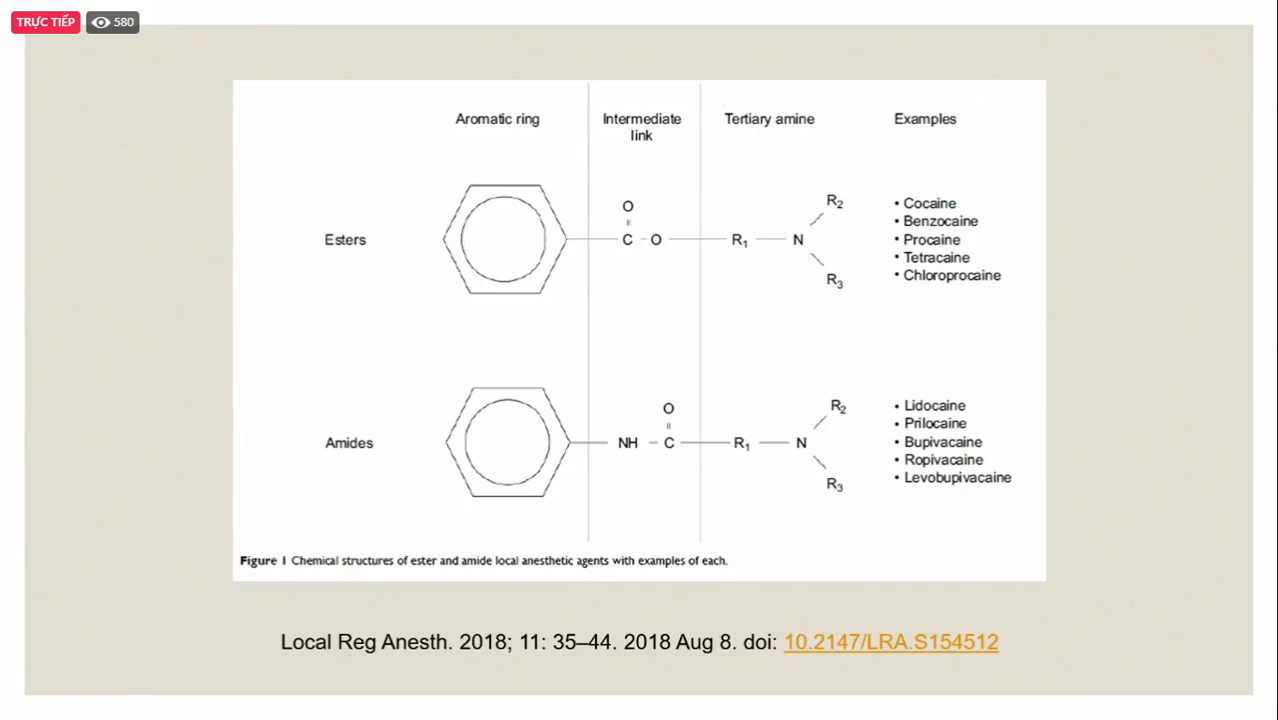 TRỰC TIẾP 580
Aromatic ring Intermediate link Tertiary amine Examples
Esters
O
C - O R1 N
R2
R3
• Cocaine
• Benzocaine
• Procaine
• Tetracaine
• Chloroprocaine
Amides
O
NH - C R1 N
R2
R3
• Lidocaine
• Prilocaine
• Bupivacaine
• Ropivacaine
• Levobupivacaine
Figure 1 Chemical structures of ester and amide local anesthetic agents with examples of each.
Local Reg Anesth. 2018; 11: 35–44. 2018 Aug 8. doi: 10.2147/LRA.S154512